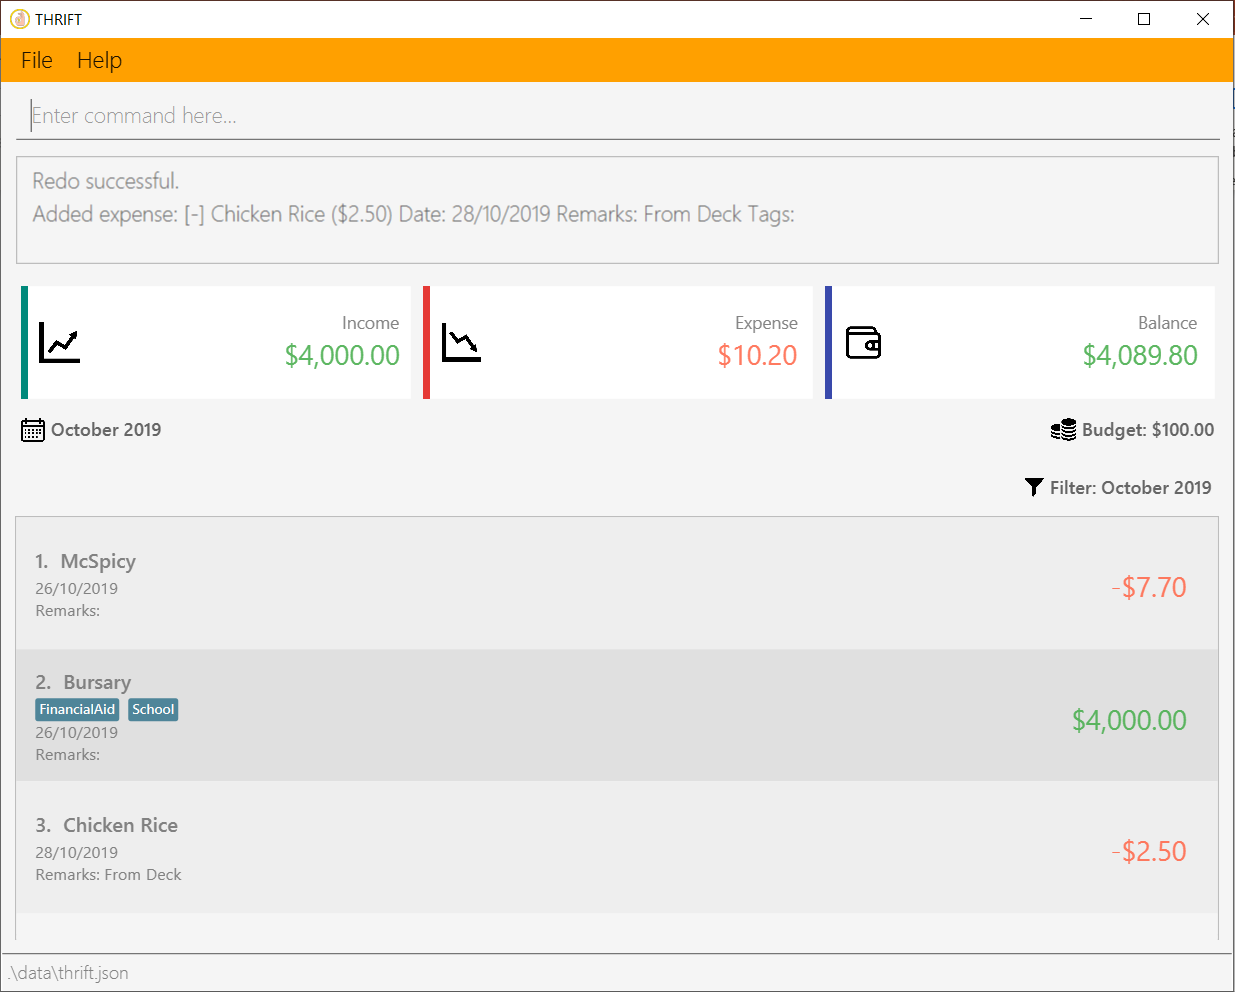 THRIFT
File Help
Enter command here...
Redo successful.
Added expense: [-] Chicken Rice ($2.50) Date: 28/10/2019 Remarks: From Deck Tags:
Income
$4,000.00
Expense
$10.20
Balance
$4,089.80
October 2019
Budget: $100.00
Filter: October 2019
1. McSpicy
26/10/2019
Remarks:
-$7.70
2. Bursary
FinancialAid School
26/10/2019
Remarks:
$4,000.00
3. Chicken Rice
28/10/2019
Remarks: From Deck
-$2.50
.\data\thrift.json